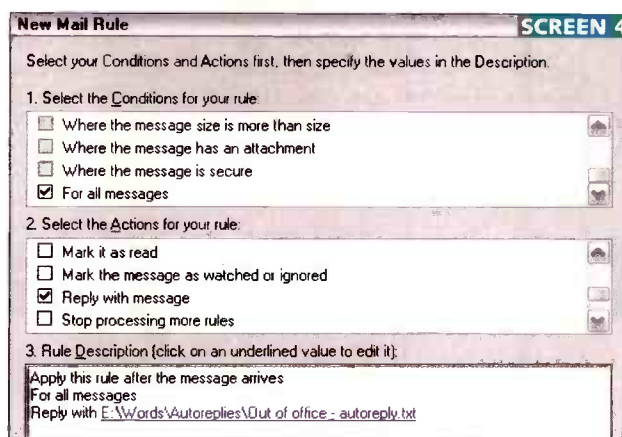 New Mail Rule
SCREEN 4
Select your Conditions and Actions first, then specify the values in the Description.
1. Select the Conditions for your rule:
Where the message size is more than size
Where the message has an attachment
Where the message is secure
For all messages
2. Select the Actions for your rule:
Mark it as read
Mark the message as watched or ignored
Reply with message
Stop processing more rules
3. Rule Description (click on an underlined value to edit it):
Apply this rule after the message arrives
For all messages
Reply with E:\Words\Autoreplies\Out of office - autoreply.txt